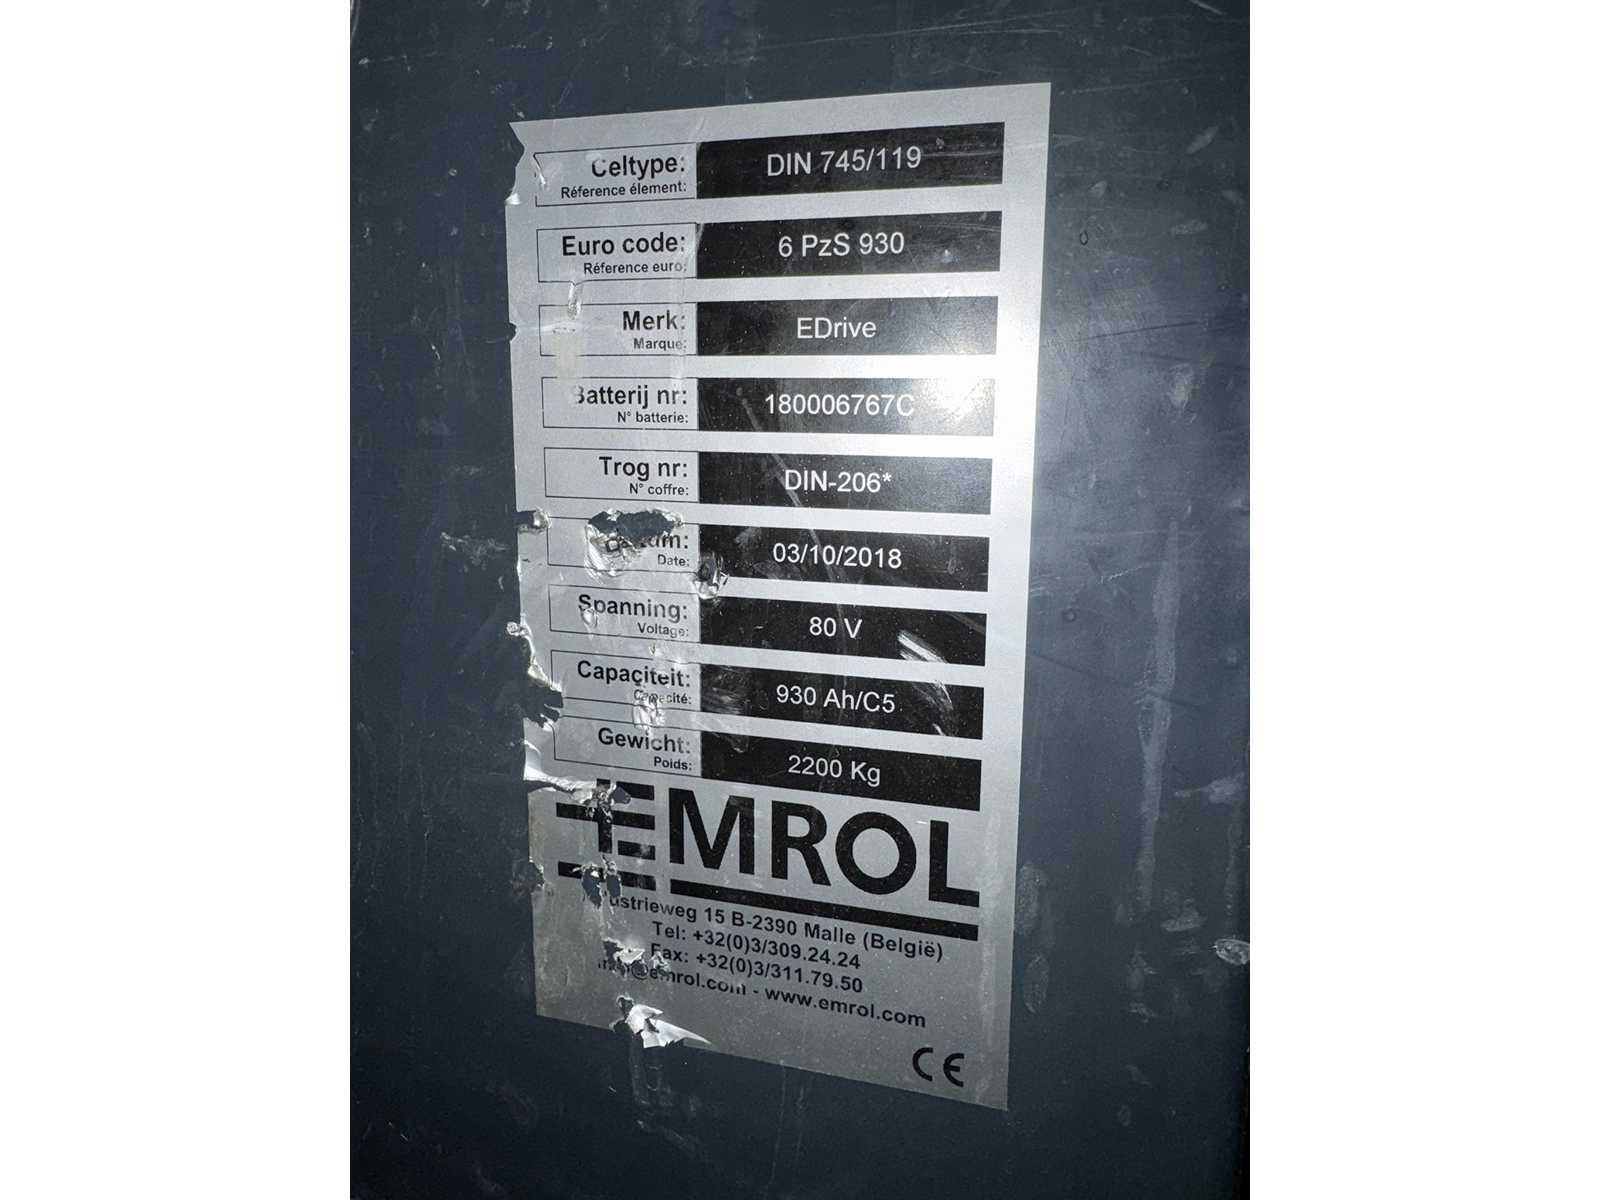 Celtype: DIN 745/119
Réference élement:
Euro code: 6 PzS 930
Réference euro:
Merk: EDrive
Marque:
Batterij nr: 180006767C
N° batterie:
Trog nr: DIN-206*
N° coffre:
03/10/2018
Date:
Spanning: 80 V
Voltage:
Capaciteit: 930 Ah/C5
Capacité:
Gewicht: 2200 Kg
Poids:
EMROL
15 B-2390 Malle (België)
Tel: +32(0)3/309.24.24
Fax: +32(0)3/311.79.50
info@emrol.com - www.emrol.com
CE